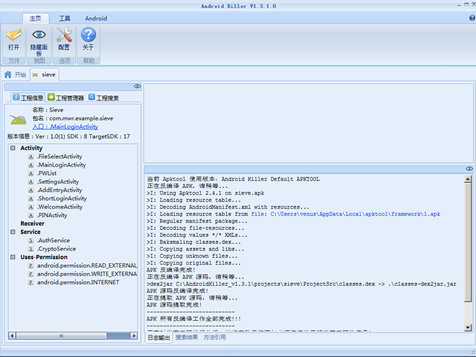 Android Killer V1.3.1.0
主页 工具 Android
打开 隐藏面板 配置 关于
文件 视图 选项 帮助
开始 sieve
工程信息 工程管理器 工程搜索
名称：Sieve
包名：com.mwr.example.sieve
入口：.MainLoginActivity
版本信息：Ver：1.0(1) SDK：8 TargetSDK：17
Activity
.FileSelectActivity
.MainLoginActivity
.PWList
.SettingsActivity
.AddEntryActivity
.ShortLoginActivity
.WelcomeActivity
.PINActivity
Receiver
Service
.AuthService
.CryptoService
Uses-Permission
android.permission.READ_EXTERNAL
android.permission.WRITE_EXTERNA
android.permission.INTERNET
当前 Apktool 使用版本：Android Killer Default APKTOOL
正在反编译 APK，请稍等...
>I: Using Apktool 2.4.1 on sieve.apk
>I: Loading resource table...
>I: Decoding AndroidManifest.xml with resources...
>I: Loading resource table from file: C:\Users\venus\AppData\Local\apktool\framework\1.apk
>I: Regular manifest package...
>I: Decoding file-resources...
>I: Decoding values */* XMLs...
>I: Baksmaling classes.dex...
>I: Copying assets and libs...
>I: Copying unknown files...
>I: Copying original files...
APK 反编译完成!
正在反编译 APK 源码，请稍等...
>dex2jar C:\AndroidKiller_v1.3.1\projects\sieve\ProjectSrc\classes.dex -> .\classes-dex2jar.jar
APK 源码反编译完成!
正在提取 APK 源码，请稍等...
APK 源码提取完成!
--------------------------
APK 所有反编译工作全部完成!!!
--------------------------
日志输出 搜索结果 方法引用